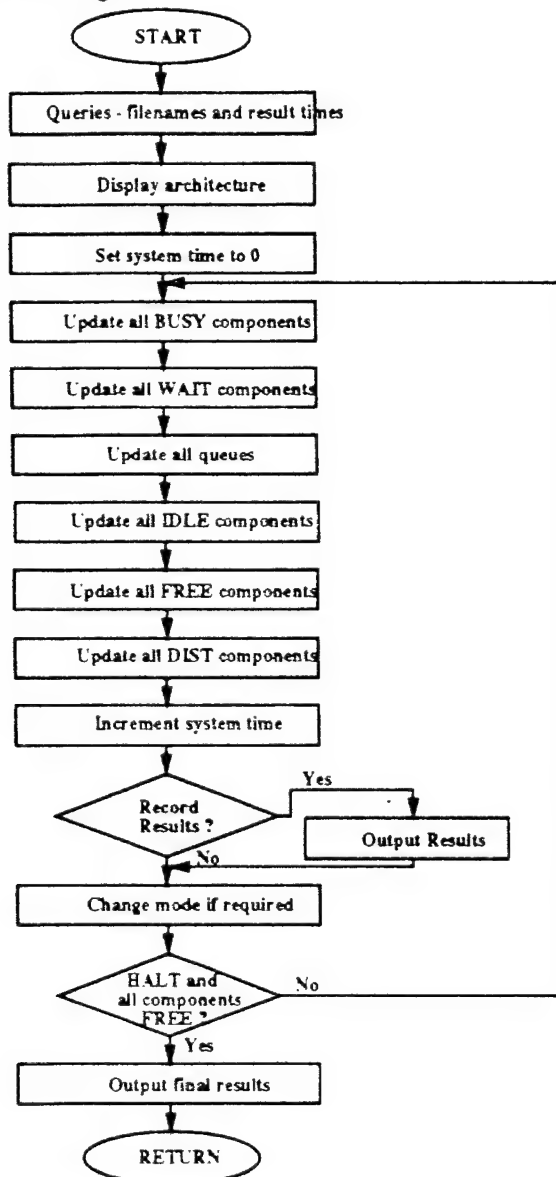 START
Queries - filenames and result times
Display architecture
Set system time to 0
Update all BUSY components
Update all WAIT components
Update all queues
Update all IDLE components
Update all FREE components
Update all DIST components
Increment system time
Yes
Record
Results ?
Output Results
No
Change mode if required
HALT and
all components
FREE ?
No
Yes
Output final results
RETURN